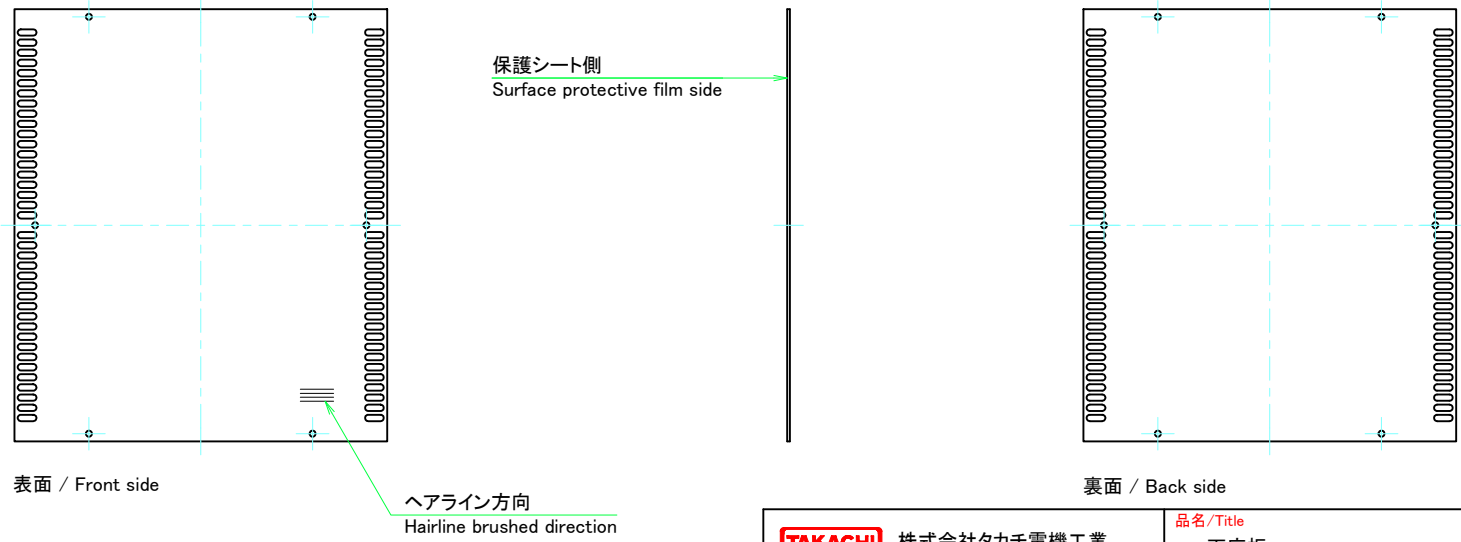 保護シート側
Surface protective film side
表面 / Front side
裏面 / Back side
ヘアライン方向
Hairline brushed direction
TAKACHI
株式会社タカチ電機工業
品名/Title